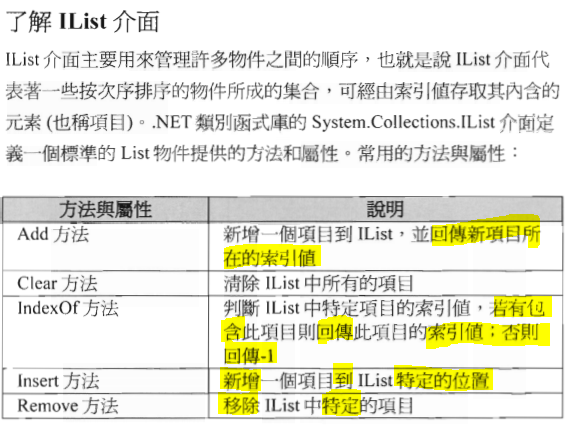 了解 IList 介面
IList 介面主要用來管理許多物件之間的順序，也就是說 IList 介面代
表著一些按次序排序的物件所成的集合，可經由索引值存取其內含的
元素 (也稱項目)。.NET 類別函式庫的 System.Collections.IList 介面定
義一個標準的 List 物件提供的方法和屬性。常用的方法與屬性：
方法與屬性 說明
Add 方法 新增一個項目到 IList，並回傳新項目所
在的索引值
Clear 方法 清除 IList 中所有的項目
IndexOf 方法 判斷 IList 中特定項目的索引值，若有包
含此項目則回傳此項目的索引值；否則
回傳-1
Insert 方法 新增一個項目到 IList 特定的位置
Remove 方法 移除 IList 中特定的項目